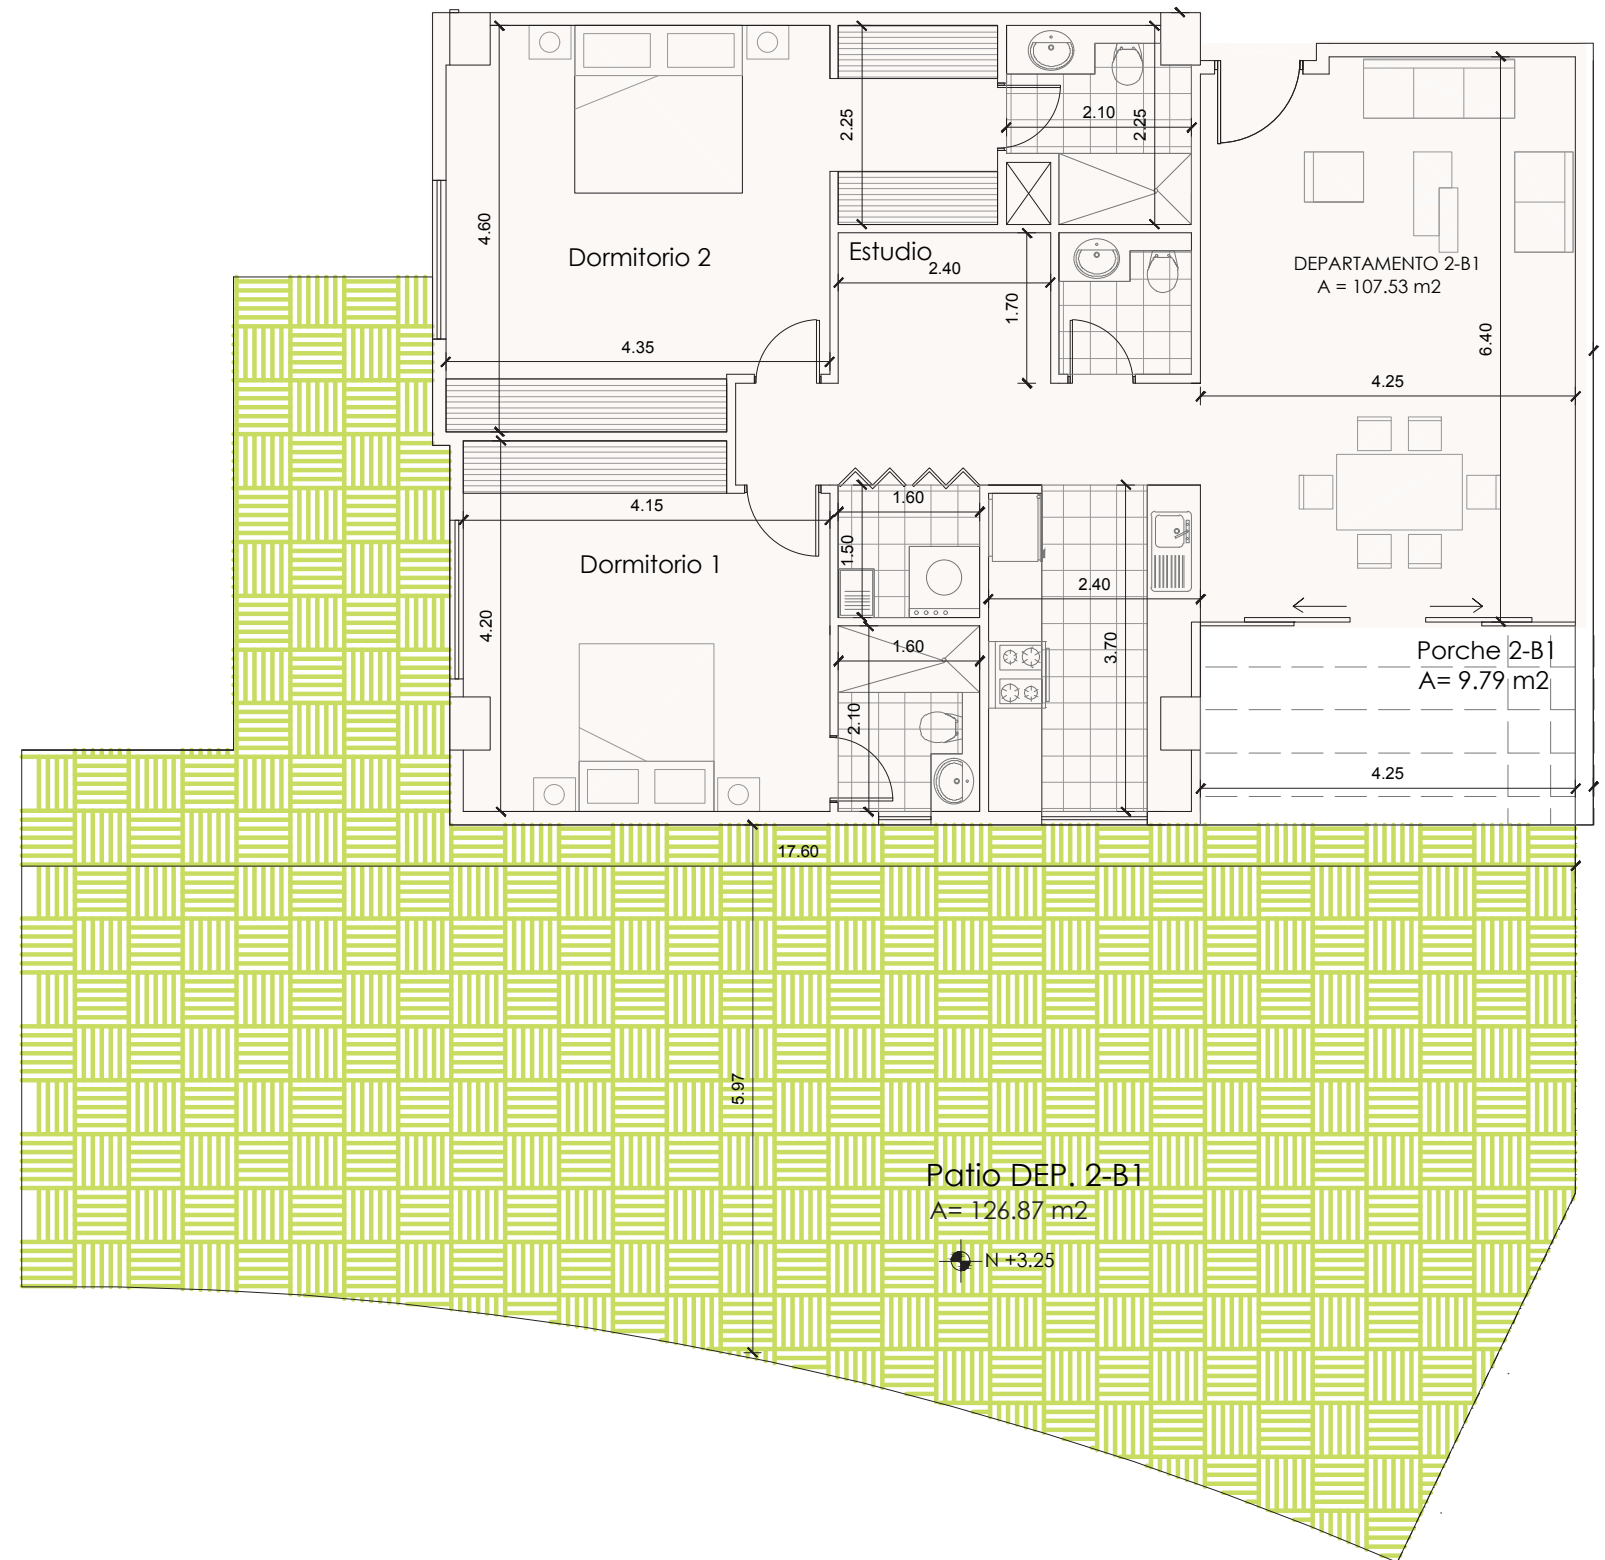 2.25
2.10
2.25
4.60
Dormitorio 2
Estudio
2.40
1.70
DEPARTAMENTO 2-B1
A = 107.53 m2
4.35
6.40
4.25
4.15
1.60
1.50
Dormitorio 1
2.40
4.20
1.60
3.70
Porche 2-B1
A= 9.79 m2
2.10
4.25
17.60
5.97
Patio DEP. 2-B1
A= 126.87 m2
N +3.25